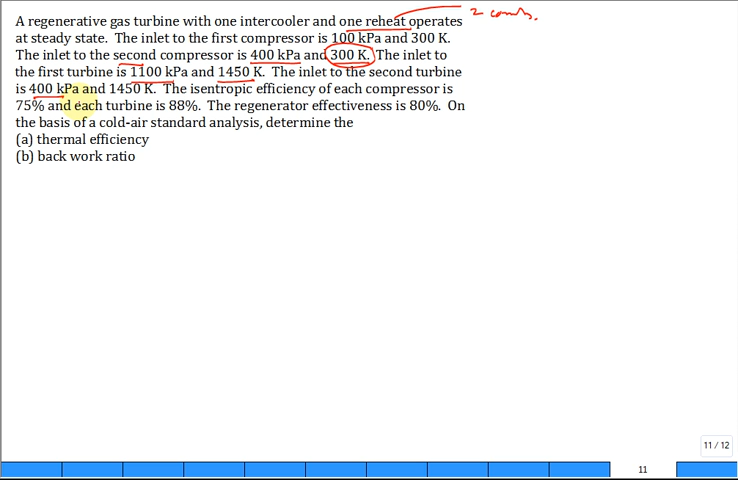 2 comb.
A regenerative gas turbine with one intercooler and one reheat operates
at steady state. The inlet to the first compressor is 100 kPa and 300 K.
The inlet to the second compressor is 400 kPa and 300 K. The inlet to
the first turbine is 1100 kPa and 1450 K. The inlet to the second turbine
is 400 kPa and 1450 K. The isentropic efficiency of each compressor is
75% and each turbine is 88%. The regenerator effectiveness is 80%. On
the basis of a cold-air standard analysis, determine the
(a) thermal efficiency
(b) back work ratio
11 / 12
11